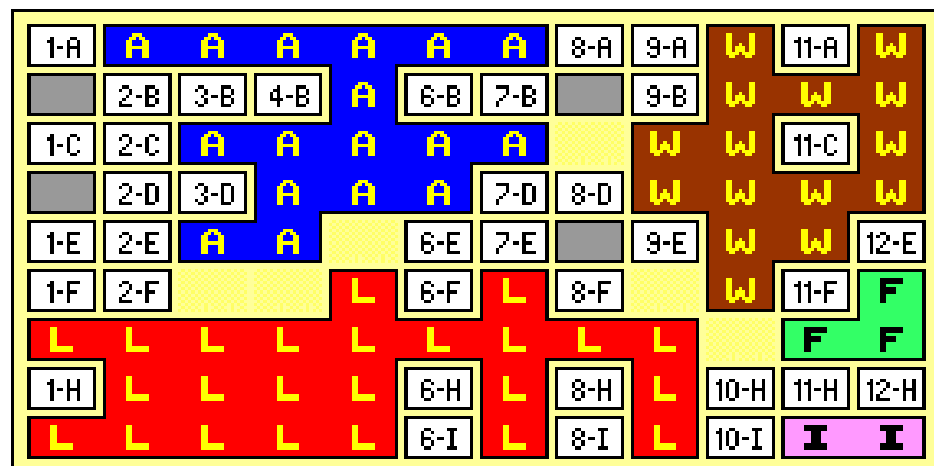 1-A A A A A A A 8-A 9-A W 11-A W
2-B 3-B 4-B A 6-B 7-B 9-B W W W
1-C 2-C A A A A A W W 11-C W
2-D 3-D A A A 7-D 8-D W W W W
1-E 2-E A A 6-E 7-E 9-E W W 12-E
1-F 2-F L 6-F L 8-F W 11-F F
L L L L L L L L L F F
1-H L L L L 6-H L 8-H L 10-H 11-H 12-H
L L L L L 6-I L 8-I L 10-I I I